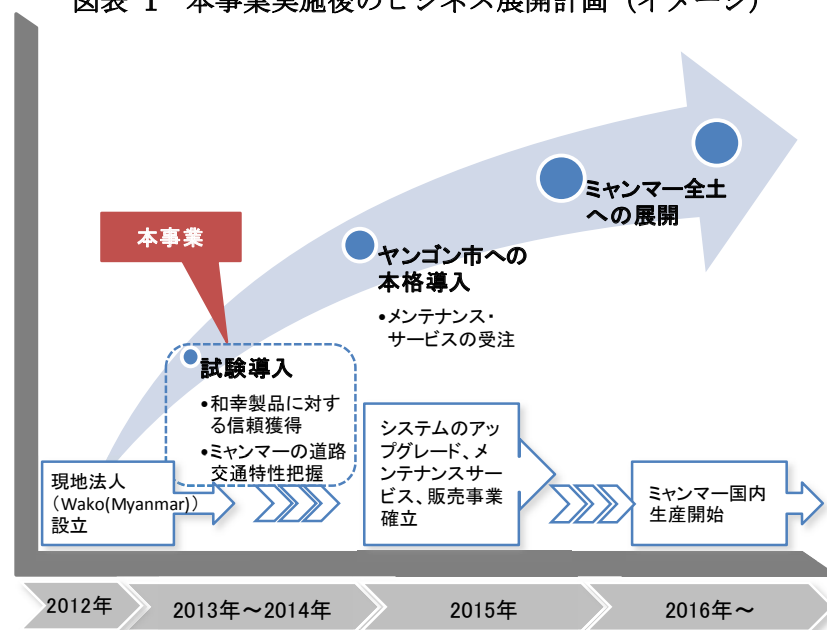 図表 1 本事業実施後のビジネス展開計画（イメージ）
本事業
ミャンマー全土
への展開
ヤンゴン市への
本格導入
•メンテナンス・
サービスの受注
試験導入
•和幸製品に対す
る信頼獲得
•ミャンマーの道路
交通特性把握
現地法人
（Wako(Myanmar)）
設立
システムのアッ
プグレード、メ
ンテナンスサー
ビス、販売事業
確立
ミャンマー国内
生産開始
2012年
2013年～2014年
2015年
2016年～